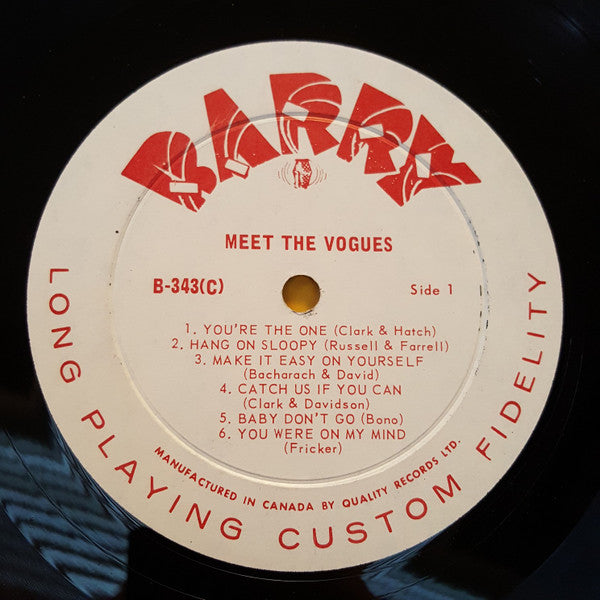 BARRY
MEET THE VOGUES
B-343(C)
Side 1
1. YOU'RE THE ONE (Clark & Hatch)
2. HANG ON SLOOPY (Russell & Farrell)
3. MAKE IT EASY ON YOURSELF
(Bacharach & David)
4. CATCH US IF YOU CAN
(Clark & Davidson)
5. BABY DON'T GO (Bono)
6. YOU WERE ON MY MIND
(Fricker)
MANUFACTURED IN CANADA BY QUALITY RECORDS LTD.
LONG PLAYING CUSTOM FIDELITY